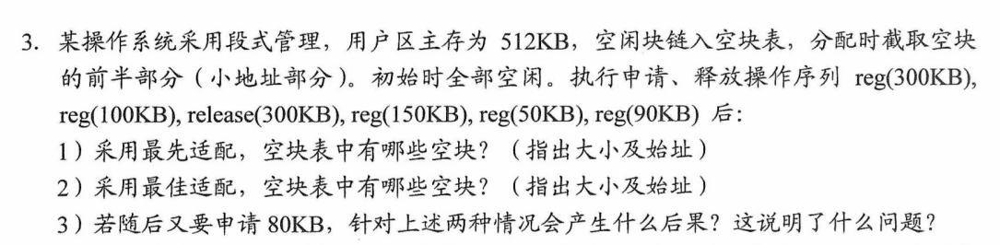 3. 某操作系统采用段式管理，用户区主存为 512KB，空闲块链入空块表，分配时截取空块
的前半部分（小地址部分）。初始时全部空闲。执行申请、释放操作序列 reg(300KB),
reg(100KB), release(300KB), reg(150KB), reg(50KB), reg(90KB) 后：
1）采用最先适配，空块表中有哪些空块？（指出大小及始址）
2）采用最佳适配，空块表中有哪些空块？（指出大小及始址）
3）若随后又要申请 80KB，针对上述两种情况会产生什么后果？这说明了什么问题？